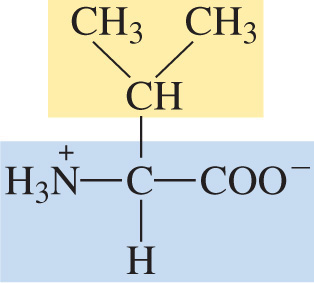 CH₃ CH₃
CH
+
H₃N—C—COO⁻
H